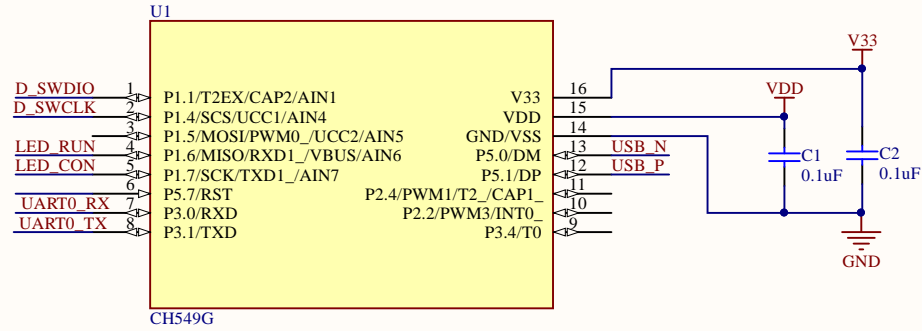 U1
V33
D_SWDIO 1 P1.1/T2EX/CAP2/AIN1 V33 16
D_SWCLK 2 P1.4/SCS/UCC1/AIN4 VDD 15 VDD
3 P1.5/MOSI/PWM0_/UCC2/AIN5 GND/VSS 14
LED_RUN 4 P1.6/MISO/RXD1_/VBUS/AIN6 P5.0/DM 13 USB_N C1 C2
LED_CON 5 P1.7/SCK/TXD1_/AIN7 P5.1/DP 12 USB_P 0.1uF 0.1uF
6 P5.7/RST P2.4/PWM1/T2_/CAP1_ 11
UART0_RX 7 P3.0/RXD P2.2/PWM3/INT0_ 10
UART0_TX 8 P3.1/TXD P3.4/T0 9
GND
CH549G